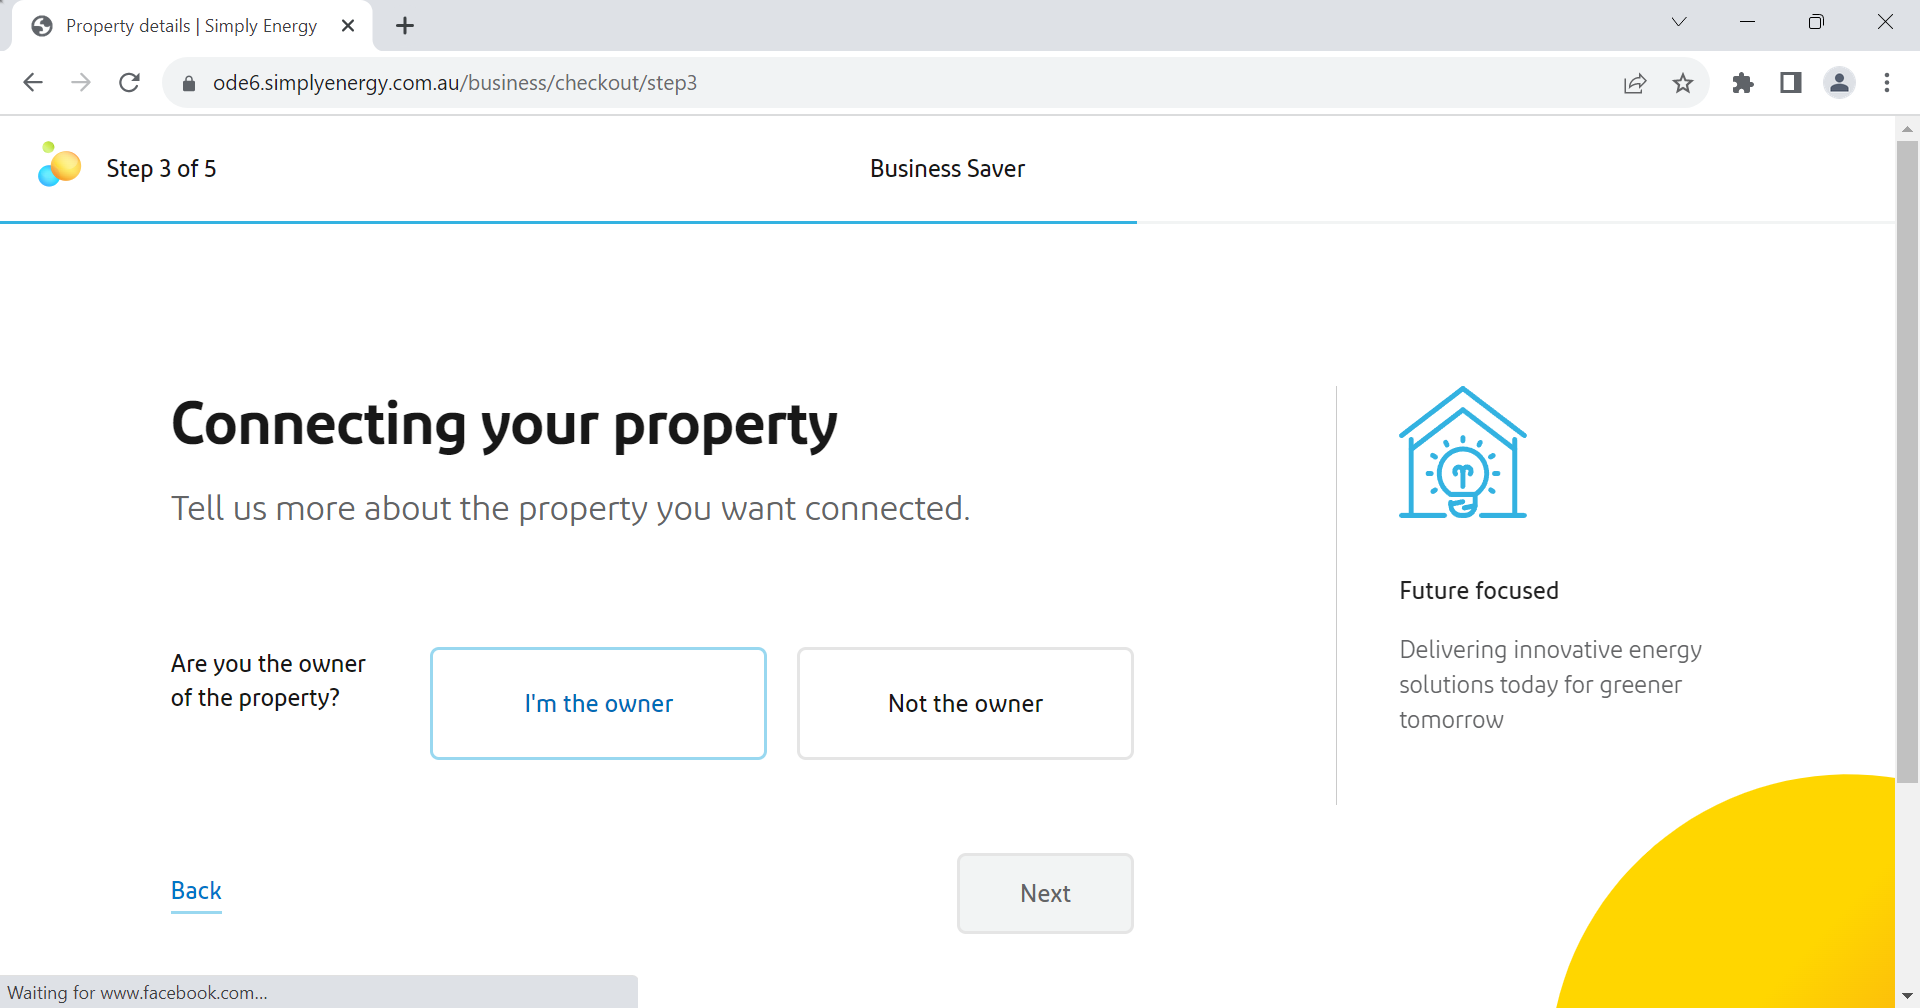 Property details | Simply Energy
ode6.simplyenergy.com.au/business/checkout/step3
Step 3 of 5
Business Saver
Connecting your property
Tell us more about the property you want connected.
Are you the owner
of the property?
I'm the owner
Not the owner
Back
Next
Future focused
Delivering innovative energy
solutions today for greener
tomorrow
Waiting for www.facebook.com...